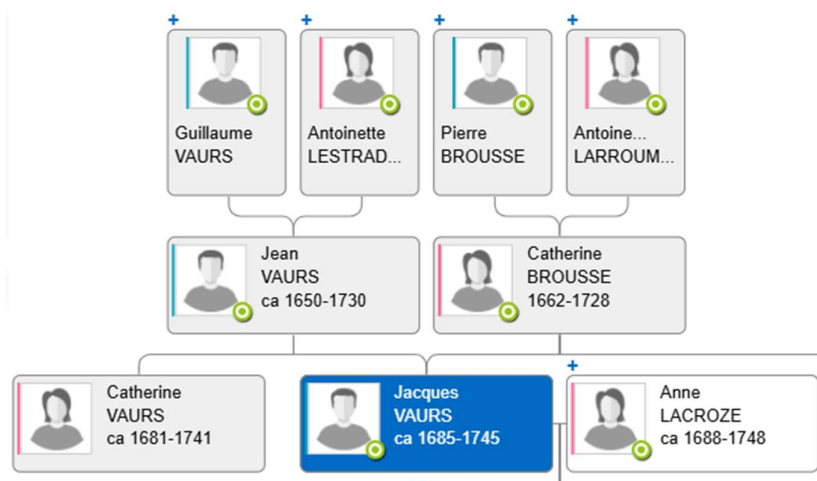 + + + +
Guillaume
VAURS
Antoinette
LESTRAD...
Pierre
BROUSSE
Antoine...
LARROUM...
Jean
VAURS
ca 1650-1730
Catherine
BROUSSE
1662-1728
+
Catherine
VAURS
ca 1681-1741
Jacques
VAURS
ca 1685-1745
Anne
LACROZE
ca 1688-1748